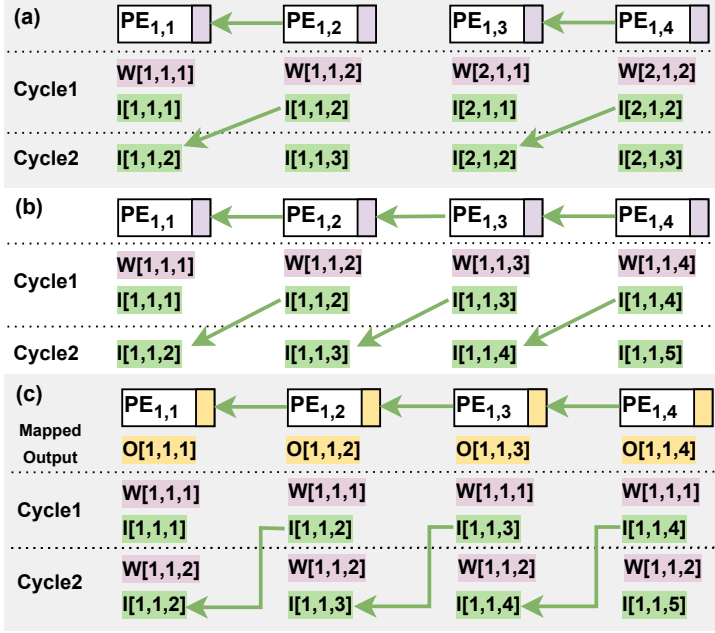 (a) PE1,1 PE1,2 PE1,3 PE1,4
Cycle1 W[1,1,1] W[1,1,2] W[2,1,1] W[2,1,2]
I[1,1,1] I[1,1,2] I[2,1,1] I[2,1,2]
Cycle2 I[1,1,2] I[1,1,3] I[2,1,2] I[2,1,3]
(b) PE1,1 PE1,2 PE1,3 PE1,4
Cycle1 W[1,1,1] W[1,1,2] W[1,1,3] W[1,1,4]
I[1,1,1] I[1,1,2] I[1,1,3] I[1,1,4]
Cycle2 I[1,1,2] I[1,1,3] I[1,1,4] I[1,1,5]
(c) PE1,1 PE1,2 PE1,3 PE1,4
Mapped
Output O[1,1,1] O[1,1,2] O[1,1,3] O[1,1,4]
Cycle1 W[1,1,1] W[1,1,1] W[1,1,1] W[1,1,1]
I[1,1,1] I[1,1,2] I[1,1,3] I[1,1,4]
Cycle2 W[1,1,2] W[1,1,2] W[1,1,2] W[1,1,2]
I[1,1,2] I[1,1,3] I[1,1,4] I[1,1,5]